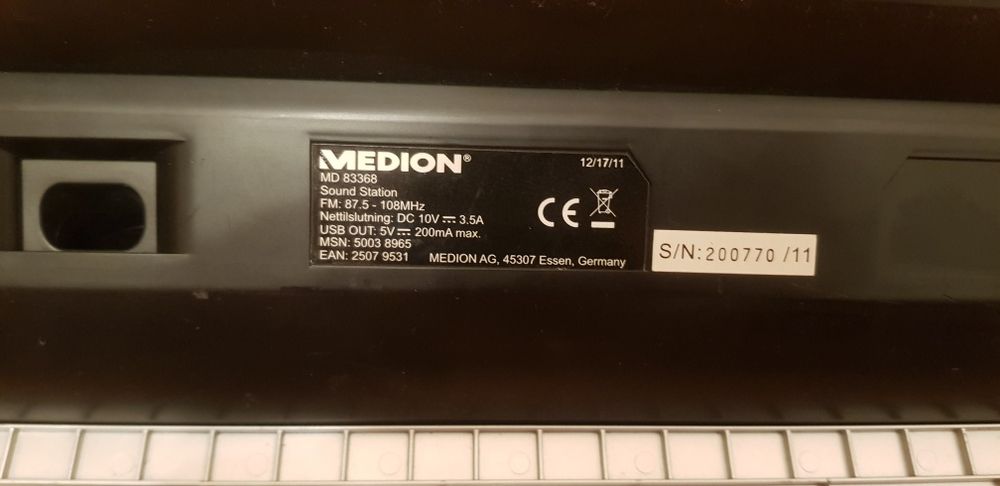 MEDION® 12/17/11
MD 83368
Sound Station
FM: 87.5 - 108MHz
Nettilslutning: DC 10V ⎓ 3.5A
USB OUT: 5V ⎓ 200mA max.
MSN: 5003 8965
EAN: 2507 9531 MEDION AG, 45307 Essen, Germany
CE
S/N: 200770 /11